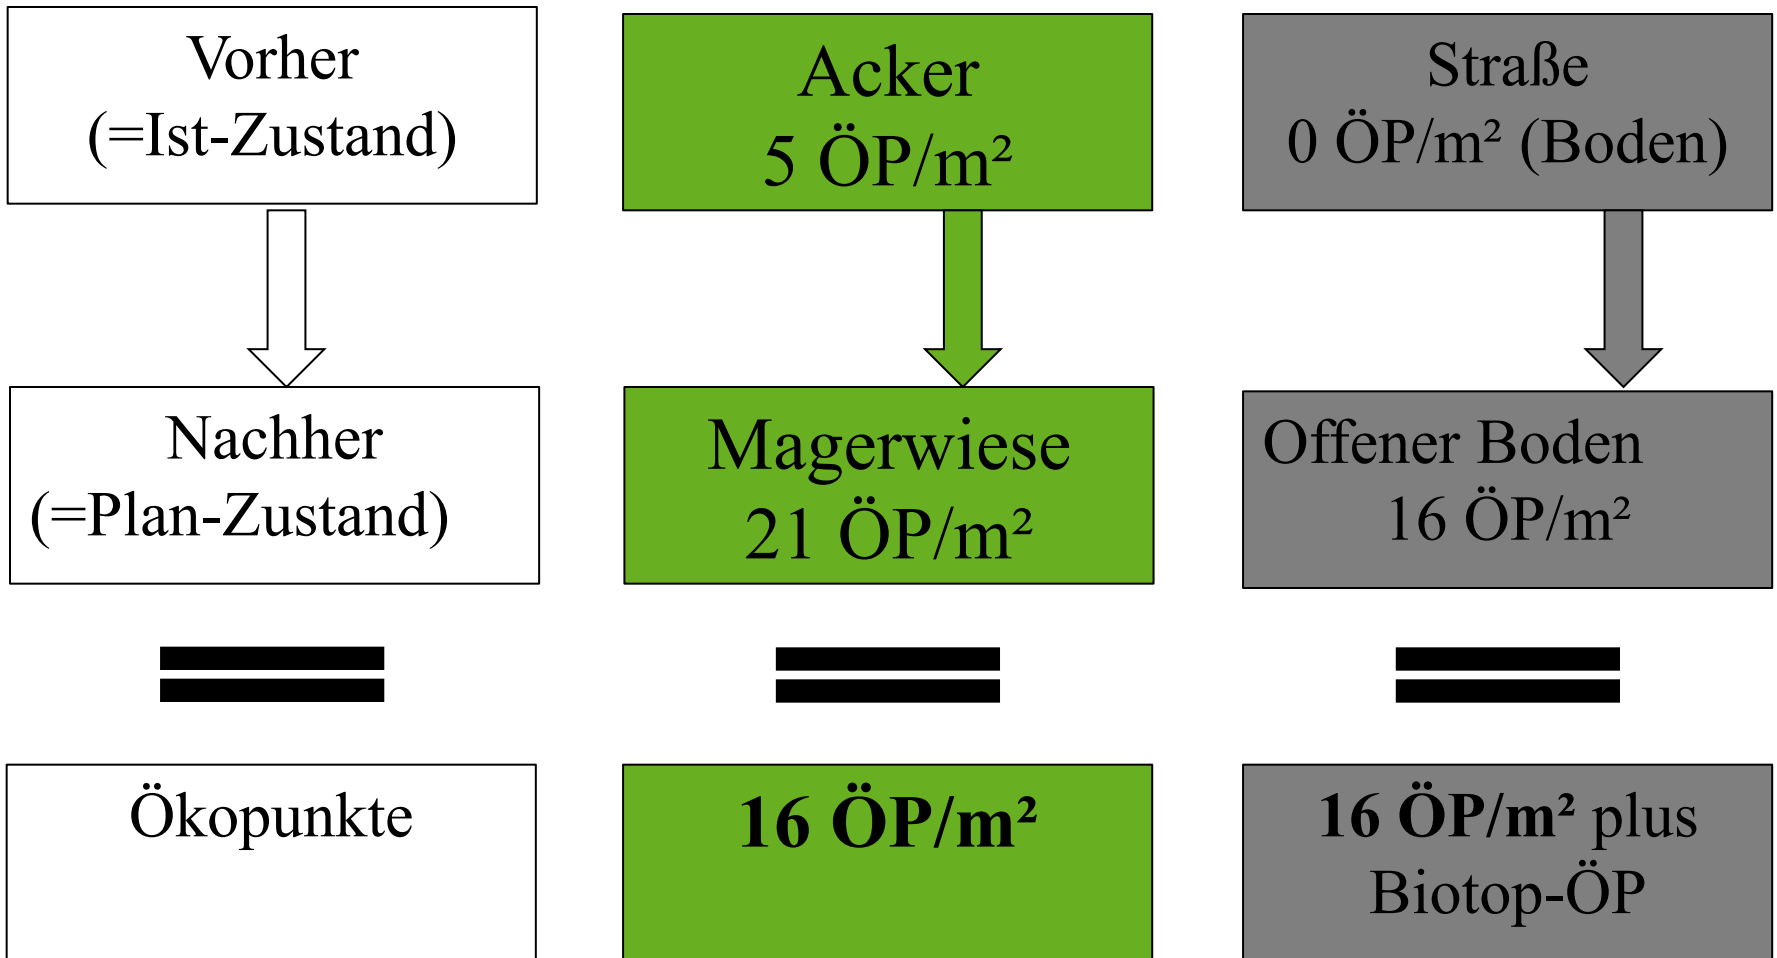 Vorher
(=Ist-Zustand)
Acker
5 ÖP/m²
Straße
0 ÖP/m² (Boden)
Nachher
(=Plan-Zustand)
Magerwiese
21 ÖP/m²
Offener Boden
16 ÖP/m²
Ökopunkte
16 ÖP/m²
16 ÖP/m² plus
Biotop-ÖP